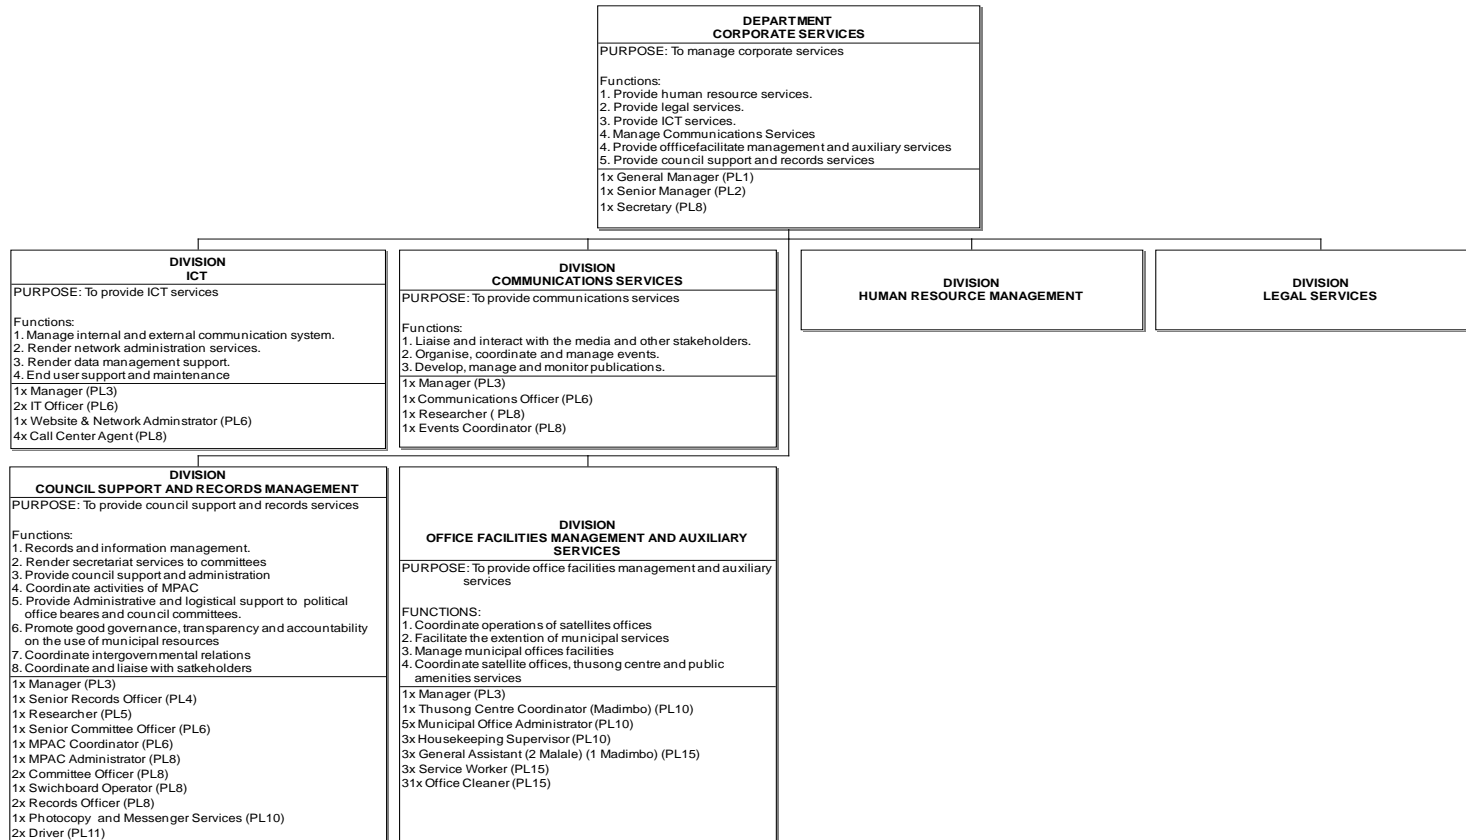 DEPARTMENT
CORPORATE SERVICES
PURPOSE: To manage corporate services
Functions:
1. Provide human resource services.
2. Provide legal services.
3. Provide ICT services.
4. Manage Communications Services
4. Provide offficefacilitate management and auxiliary services
5. Provide council support and records services
1x General Manager (PL1)
1x Senior Manager (PL2)
1x Secretary (PL8)
DIVISION
ICT
PURPOSE: To provide ICT services
Functions:
1. Manage internal and external communication system.
2. Render network administration services.
3. Render data management support.
4. End user support and maintenance
1x Manager (PL3)
2x IT Officer (PL6)
1x Website & Network Adminstrator (PL6)
4x Call Center Agent (PL8)
DIVISION
COMMUNICATIONS SERVICES
PURPOSE: To provide communications services
Functions:
1. Liaise and interact with the media and other stakeholders.
2. Organise, coordinate and manage events.
3. Develop, manage and monitor publications.
1x Manager (PL3)
1x Communications Officer (PL6)
1x Researcher ( PL8)
1x Events Coordinator (PL8)
DIVISION
HUMAN RESOURCE MANAGEMENT
DIVISION
LEGAL SERVICES
DIVISION
COUNCIL SUPPORT AND RECORDS MANAGEMENT
PURPOSE: To provide council support and records services
Functions:
1. Records and information management.
2. Render secretariat services to committees
3. Provide council support and administration
4. Coordinate activities of MPAC
5. Provide Administrative and logistical support to political
office beares and council committees.
6. Promote good governance, transparency and accountability
on the use of municipal resources
7. Coordinate intergovernmental relations
8. Coordinate and liaise with satkeholders
1x Manager (PL3)
1x Senior Records Officer (PL4)
1x Researcher (PL5)
1x Senior Committee Officer (PL6)
1x MPAC Coordinator (PL6)
1x MPAC Administrator (PL8)
2x Committee Officer (PL8)
1x Swichboard Operator (PL8)
2x Records Officer (PL8)
1x Photocopy and Messenger Services (PL10)
2x Driver (PL11)
DIVISION
OFFICE FACILITIES MANAGEMENT AND AUXILIARY
SERVICES
PURPOSE: To provide office facilities management and auxiliary
services
FUNCTIONS:
1. Coordinate operations of satellites offices
2. Facilitate the extention of municipal services
3. Manage municipal offices facilities
4. Coordinate satellite offices, thusong centre and public
amenities services
1x Manager (PL3)
1x Thusong Centre Coordinator (Madimbo) (PL10)
5x Municipal Office Administrator (PL10)
3x Housekeeping Supervisor (PL10)
3x General Assistant (2 Malale) (1 Madimbo) (PL15)
3x Service Worker (PL15)
31x Office Cleaner (PL15)